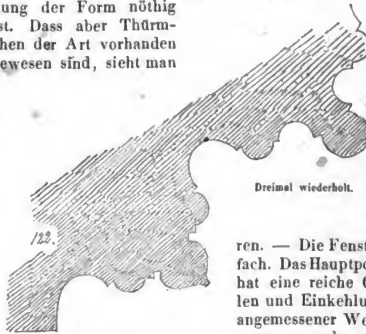 ung der Form nöthig
st. Dass aber Thürm-
chen der Art vorhanden
ewesen sind, sieht man
Dreimal wiederholt.
122.
ren. — Die Fenst
fach. Das Hauptpo
hat eine reiche
len und Einkehlu
angemessener We